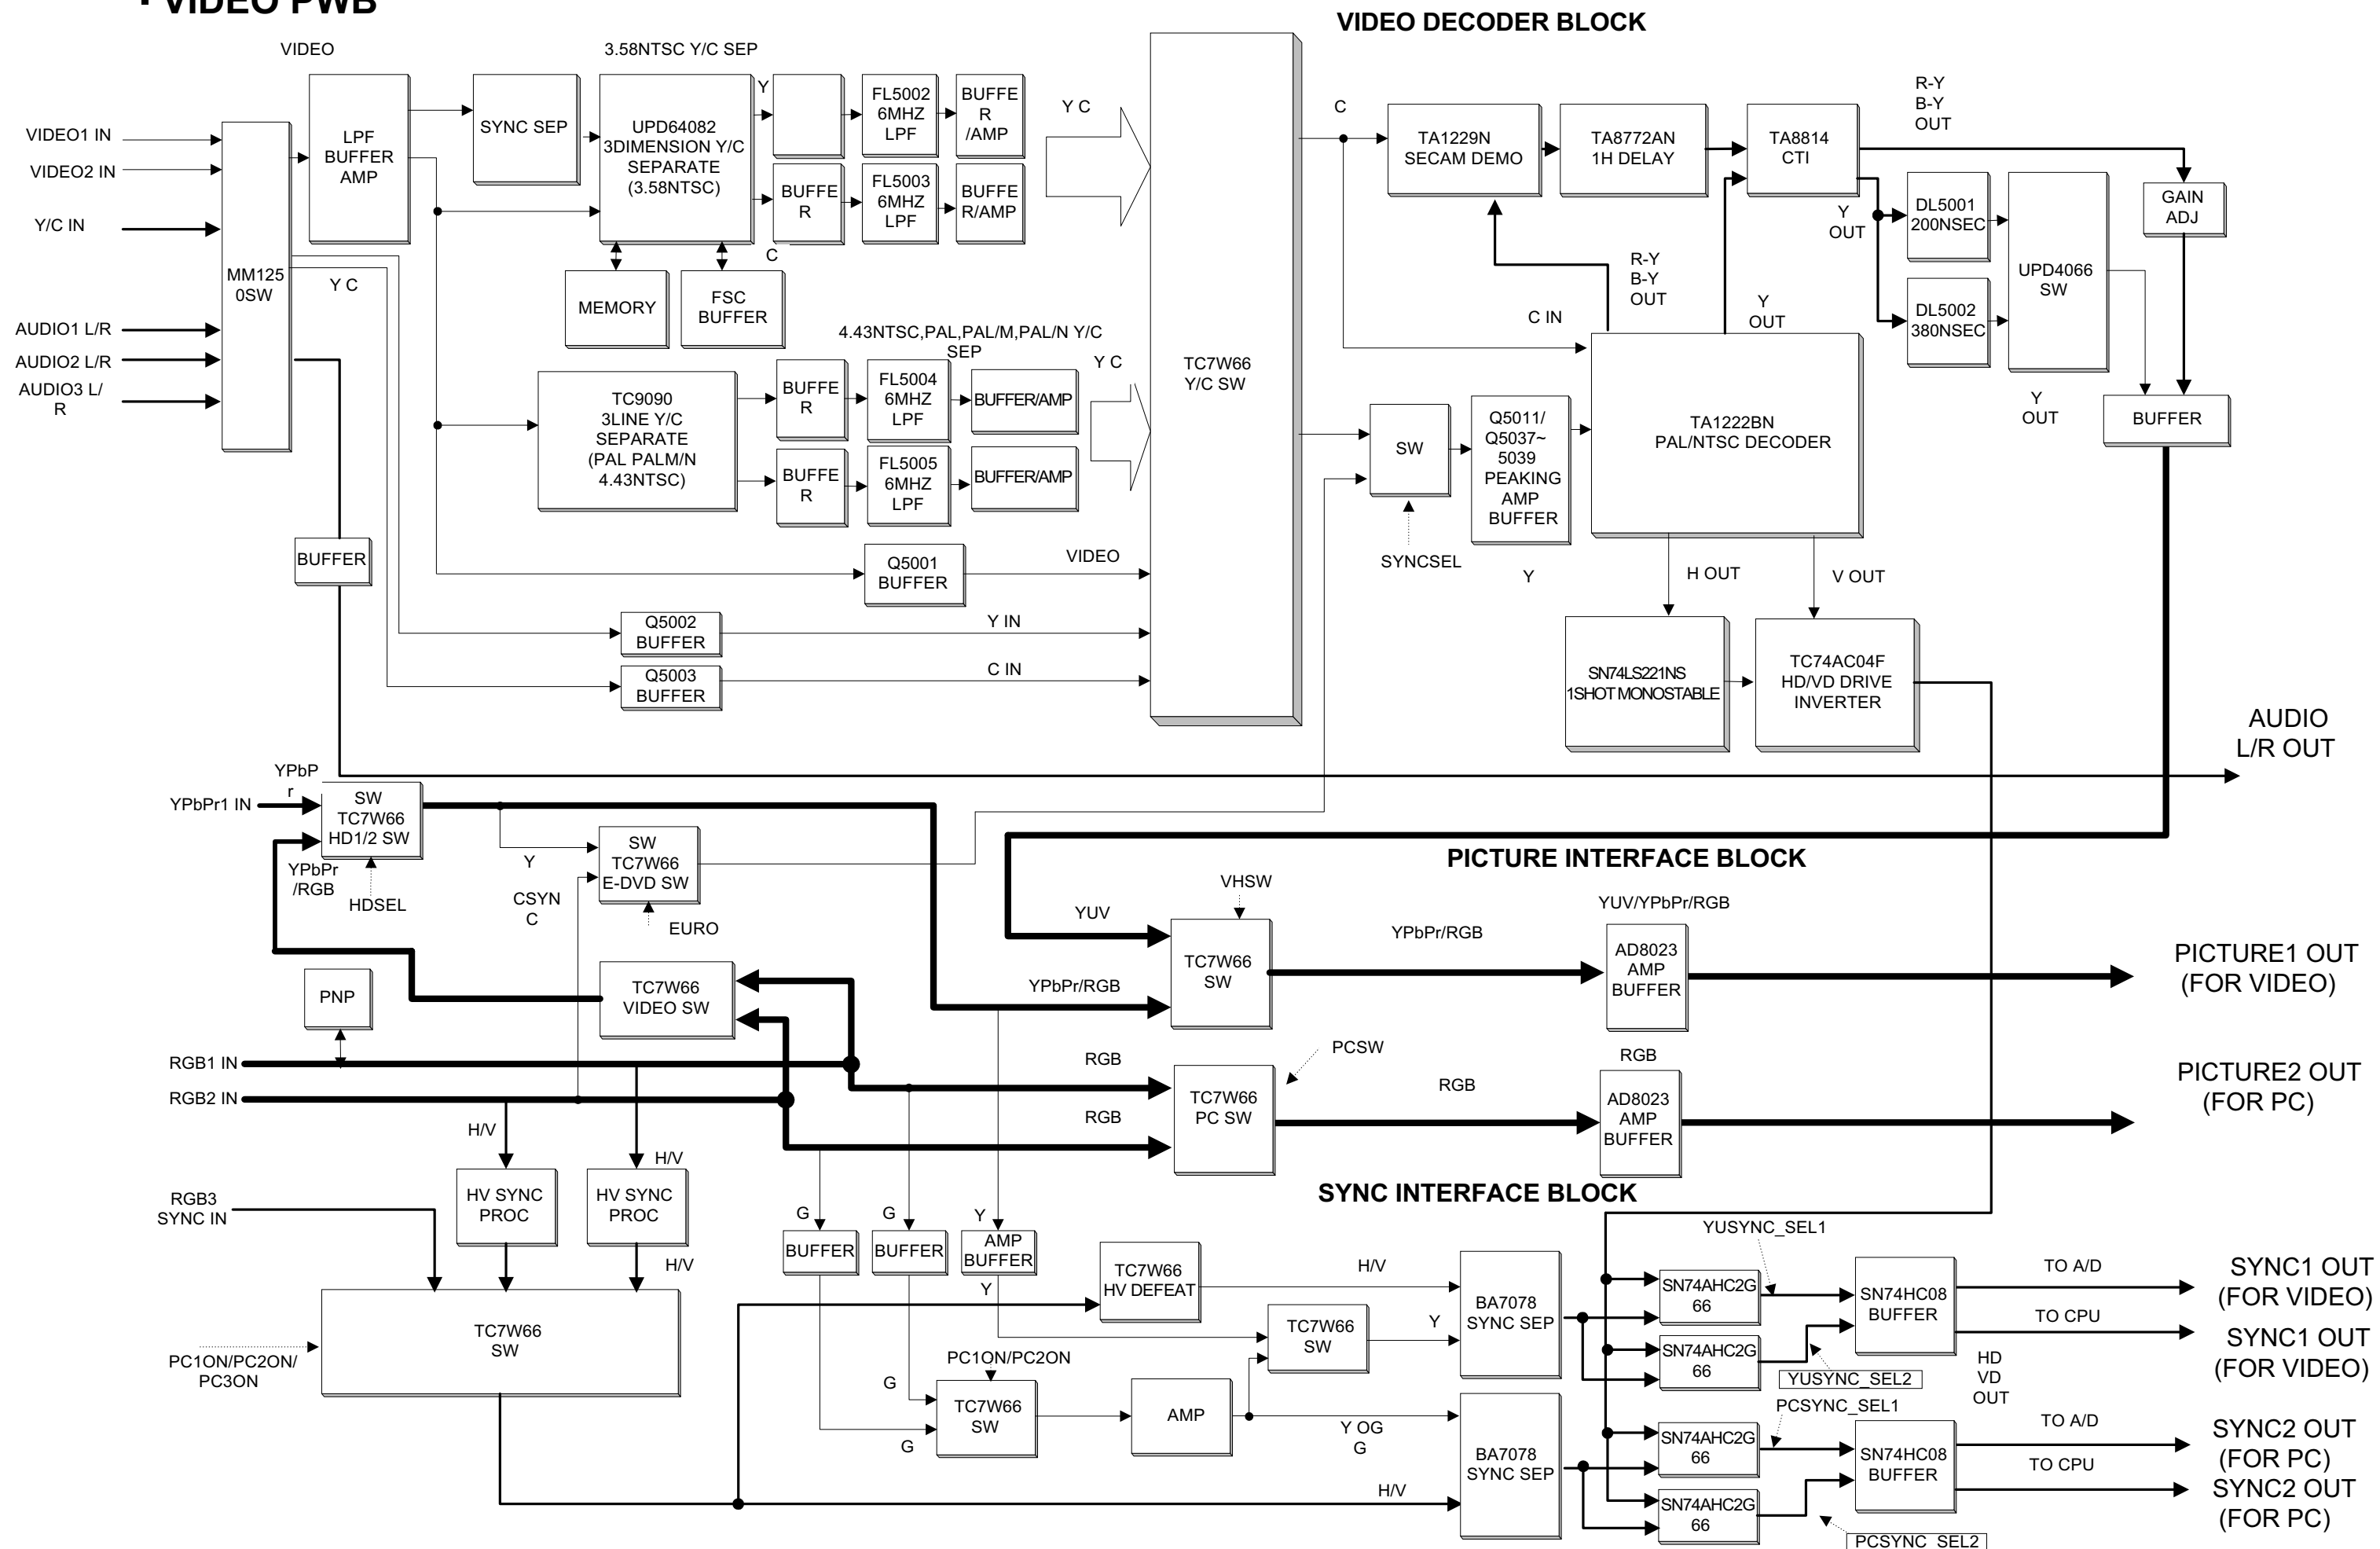 · VIDEO PWB
VIDEO DECODER BLOCK
VIDEO
3.58NTSC Y/C SEP
VIDEO1 IN
VIDEO2 IN
Y/C IN
AUDIO1 L/R
AUDIO2 L/R
AUDIO3 L/
R
MM125
0SW
LPF
BUFFER
AMP
SYNC SEP
UPD64082
3DIMENSION Y/C
SEPARATE
(3.58NTSC)
Y
C
BUFFE
R
FL5002
6MHZ
LPF
BUFFE
R
/AMP
FL5003
6MHZ
LPF
BUFFE
R/AMP
Y C
Y C
MEMORY
FSC
BUFFER
4.43NTSC,PAL,PAL/M,PAL/N Y/C
SEP
TC9090
3LINE Y/C
SEPARATE
(PAL PALM/N
4.43NTSC)
BUFFE
R
FL5004
6MHZ
LPF
BUFFER/AMP
BUFFE
R
FL5005
6MHZ
LPF
BUFFER/AMP
Y C
BUFFER
Q5001
BUFFER
VIDEO
Q5002
BUFFER
Y IN
Q5003
BUFFER
C IN
TC7W66
Y/C SW
C
TA1229N
SECAM DEMO
TA8772AN
1H DELAY
TA8814
CTI
R-Y
B-Y
OUT
Y
OUT
DL5001
200NSEC
DL5002
380NSEC
UPD4066
SW
GAIN
ADJ
R-Y
B-Y
OUT
Y
OUT
C IN
TA1222BN
PAL/NTSC DECODER
Y
OUT
BUFFER
SW
SYNCSEL
Q5011/
Q5037~
5039
PEAKING
AMP
BUFFER
Y
H OUT
V OUT
SN74LS221NS
1SHOT MONOSTABLE
TC74AC04F
HD/VD DRIVE
INVERTER
AUDIO
L/R OUT
YPbP
r
YPbPr1 IN
SW
TC7W66
HD1/2 SW
YPbPr
/RGB
HDSEL
Y
CSYN
C
SW
TC7W66
E-DVD SW
EURO
PICTURE INTERFACE BLOCK
VHSW
YUV
YPbPr/RGB
TC7W66
SW
YPbPr/RGB
YUV/YPbPr/RGB
AD8023
AMP
BUFFER
PICTURE1 OUT
(FOR VIDEO)
PNP
TC7W66
VIDEO SW
RGB1 IN
RGB2 IN
RGB
RGB
PCSW
TC7W66
PC SW
RGB
RGB
AD8023
AMP
BUFFER
PICTURE2 OUT
(FOR PC)
H/V
H/V
HV SYNC
PROC
HV SYNC
PROC
H/V
RGB3
SYNC IN
TC7W66
SW
PC1ON/PC2ON/
PC3ON
SYNC INTERFACE BLOCK
G
G
Y
BUFFER
BUFFER
AMP
BUFFER
Y
TC7W66
HV DEFEAT
H/V
TC7W66
SW
Y
PC1ON/PC2ON
G
G
TC7W66
SW
AMP
Y OG
G
H/V
BA7078
SYNC SEP
BA7078
SYNC SEP
YUSYNC_SEL1
SN74AHC2G
66
SN74AHC2G
66
YUSYNC_SEL2
SN74HC08
BUFFER
TO A/D
TO CPU
SYNC1 OUT
(FOR VIDEO)
SYNC1 OUT
(FOR VIDEO)
HD
VD
OUT
PCSYNC_SEL1
SN74AHC2G
66
SN74AHC2G
66
PCSYNC_SEL2
SN74HC08
BUFFER
TO A/D
TO CPU
SYNC2 OUT
(FOR PC)
SYNC2 OUT
(FOR PC)